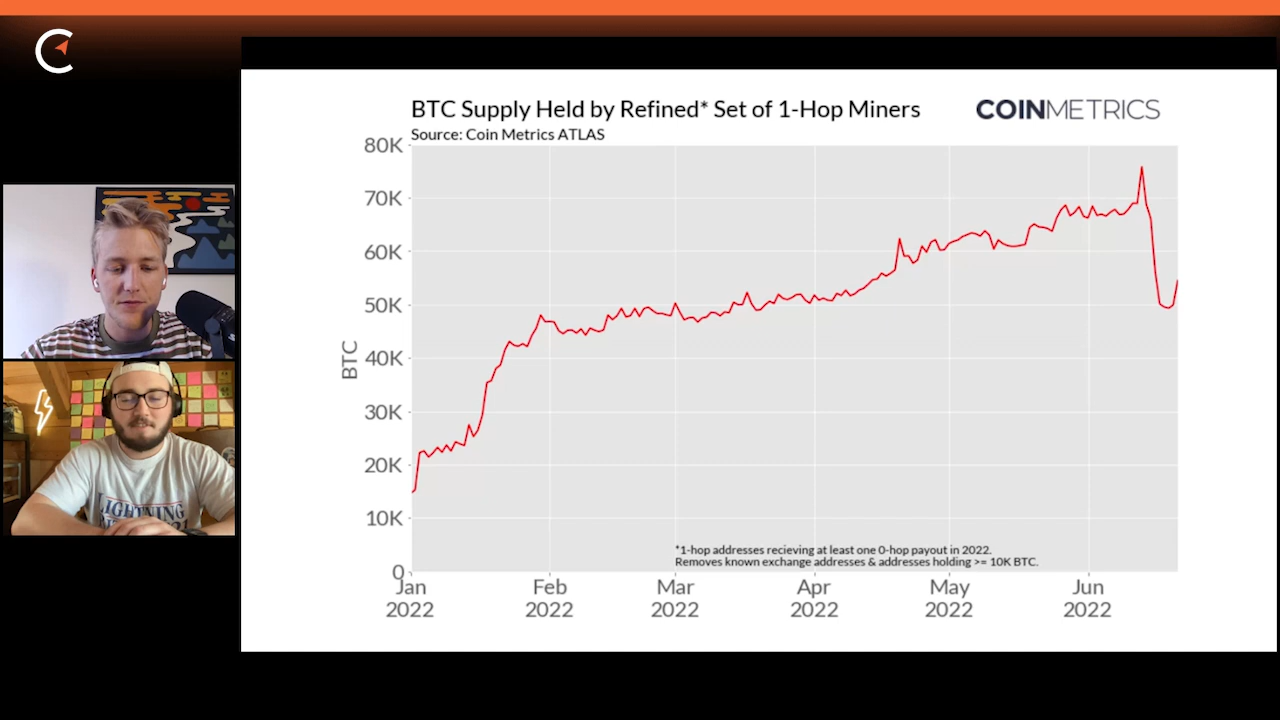 BTC Supply Held by Refined* Set of 1-Hop Miners
COINMETRICS
Source: Coin Metrics ATLAS
80K
70K
60K
50K
40K
30K
20K
10K
0
BTC
*1-hop addresses recieving at least one 0-hop payout in 2022.
Removes known exchange addresses & addresses holding >= 10K BTC.
Jan
2022
Feb
2022
Mar
2022
Apr
2022
May
2022
Jun
2022
LIGHTNING